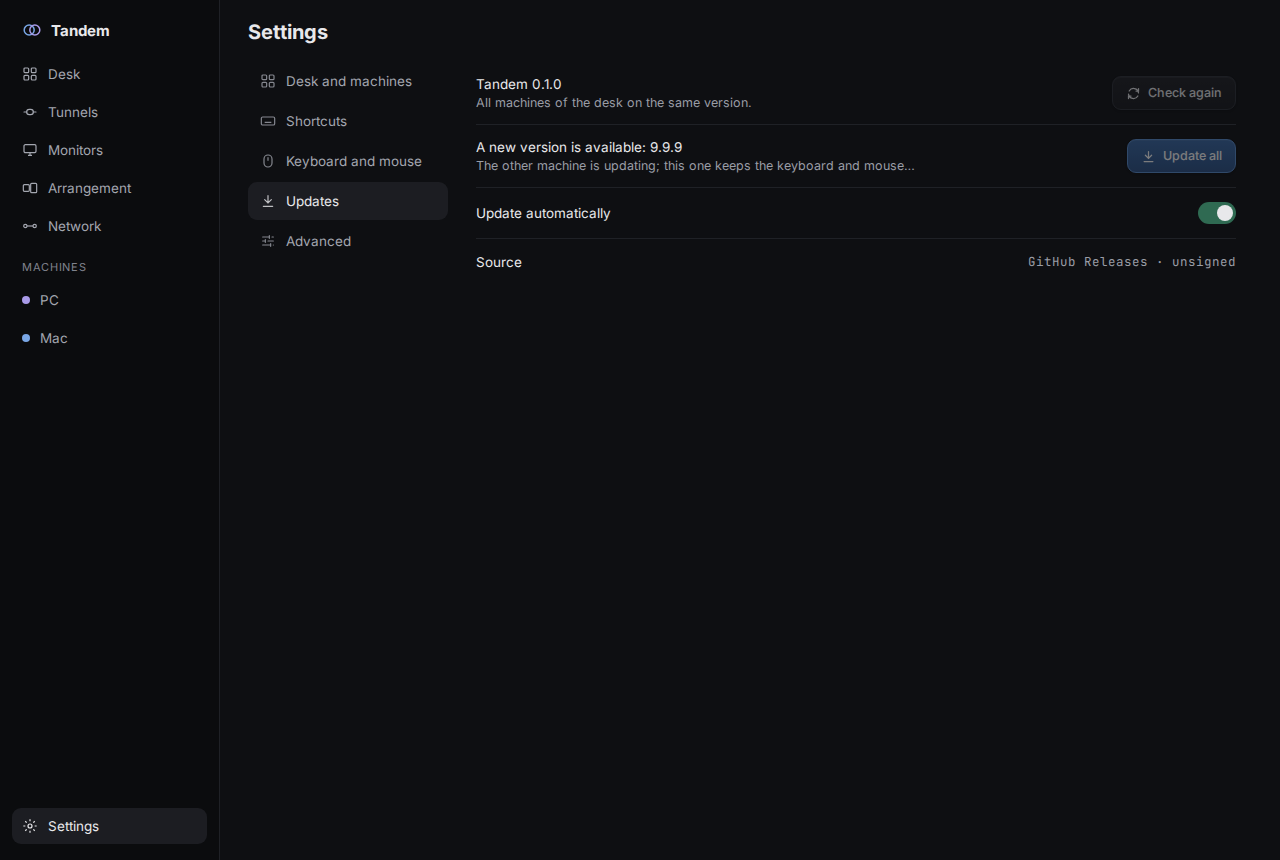 Tandem
Desk
Tunnels
Monitors
Arrangement
Network
MACHINES
PC
Mac
Settings
Settings
Desk and machines
Shortcuts
Keyboard and mouse
Updates
Advanced
Tandem 0.1.0
All machines of the desk on the same version.
Check again
A new version is available: 9.9.9
The other machine is updating; this one keeps the keyboard and mouse...
Update all
Update automatically
Source
GitHub Releases · unsigned